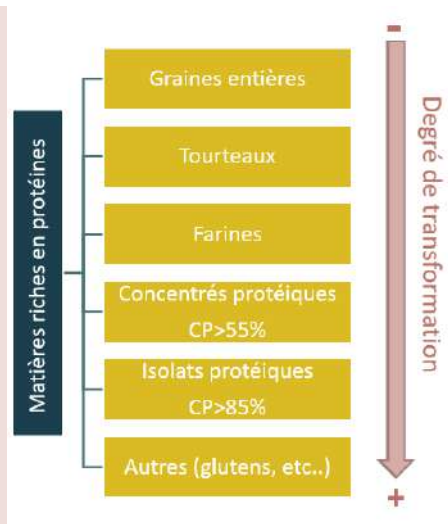 Matières riches en protéines
Graines entières
Tourteaux
Farines
Concentrés protéiques
CP>55%
Isolats protéiques
CP>85%
Autres (glutens, etc..)
-
Degré de transformation
+